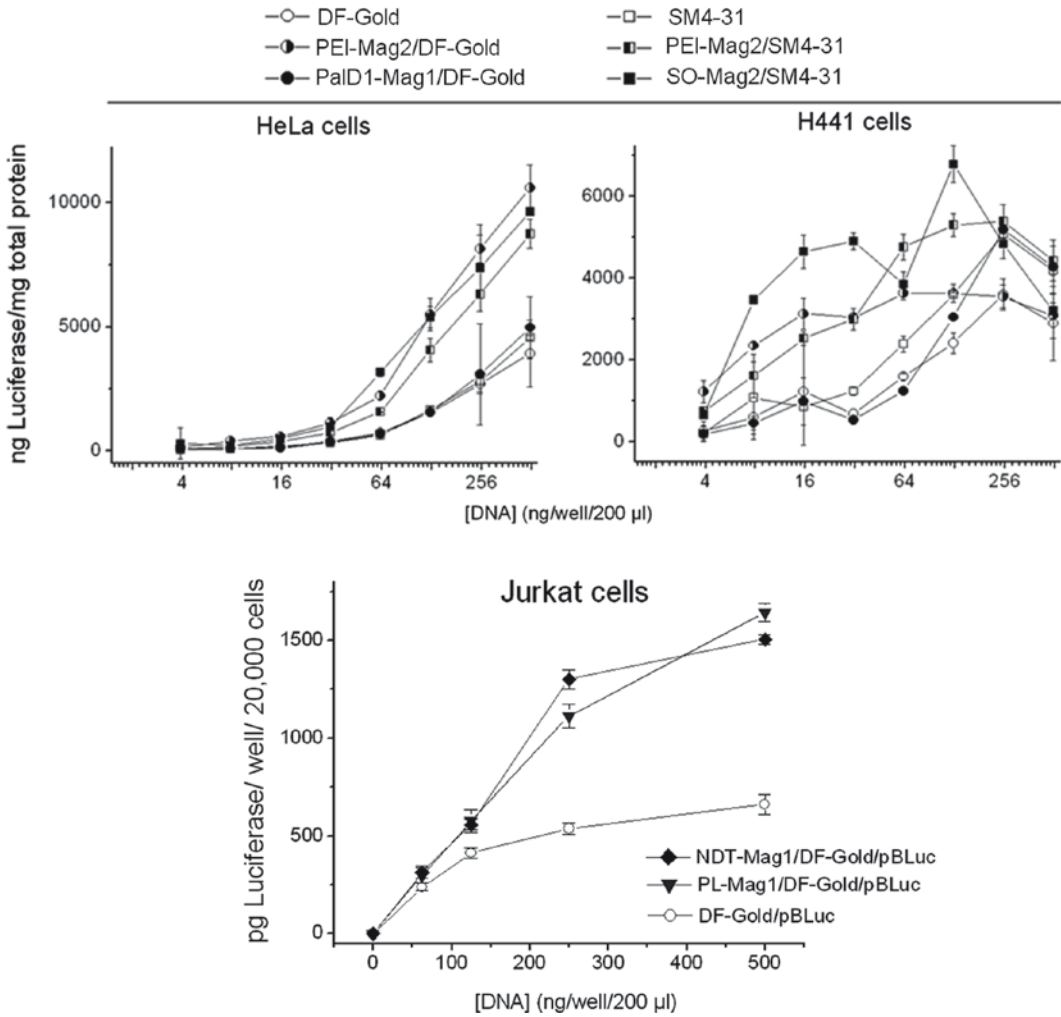 DF-Gold
PEI-Mag2/DF-Gold
PalD1-Mag1/DF-Gold
SM4-31
PEI-Mag2/SM4-31
SO-Mag2/SM4-31
HeLa cells
H441 cells
ng Luciferase/mg total protein
10000
5000
0
4 16 64 256
6000
4000
2000
0
4 16 64 256
[DNA] (ng/well/200 µl)
Jurkat cells
pg Luciferase/ well/ 20,000 cells
1500
1000
500
0
NDT-Mag1/DF-Gold/pBLuc
PL-Mag1/DF-Gold/pBLuc
DF-Gold/pBLuc
0 100 200 300 400 500
[DNA] (ng/well/200 µl)